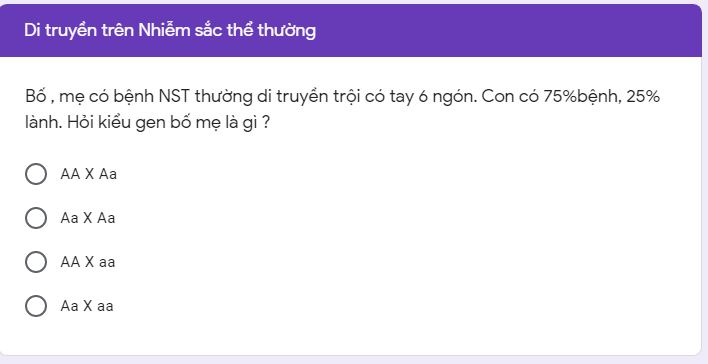 Di truyền trên Nhiễm sắc thể thường
Bố , mẹ có bệnh NST thường di truyền trội có tay 6 ngón. Con có 75%bệnh, 25%
lành. Hỏi kiểu gen bố mẹ là gì ?
AA X Aa
Aa X Aa
AA X aa
Aa X aa